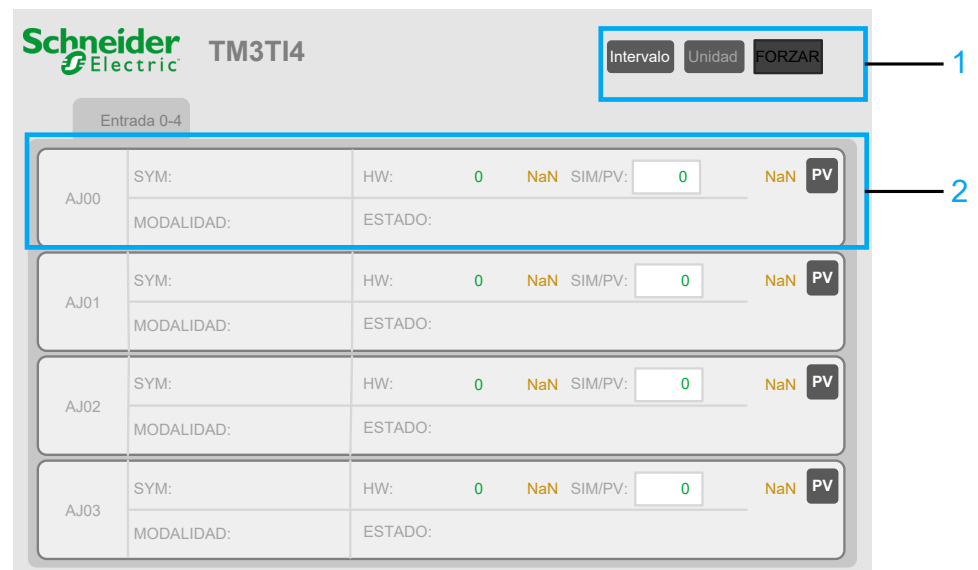 Schneider Electric TM3TI4
Intervalo Unidad FORZAR 1
Entrada 0-4
AJ00 SYM: HW: 0 NaN SIM/PV: 0 NaN PV 2
MODALIDAD: ESTADO:
AJ01 SYM: HW: 0 NaN SIM/PV: 0 NaN PV
MODALIDAD: ESTADO:
AJ02 SYM: HW: 0 NaN SIM/PV: 0 NaN PV
MODALIDAD: ESTADO:
AJ03 SYM: HW: 0 NaN SIM/PV: 0 NaN PV
MODALIDAD: ESTADO: